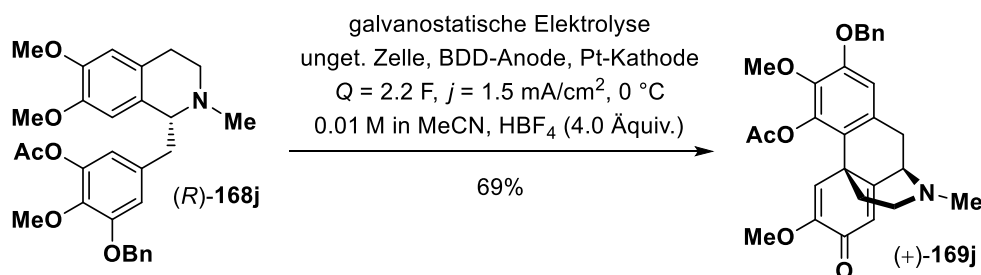 MeO
MeO
N
Me
AcO
MeO
OBn
(R)-168j
galvanostatische Elektrolyse
unget. Zelle, BDD-Anode, Pt-Kathode
Q = 2.2 F, j = 1.5 mA/cm², 0 °C
0.01 M in MeCN, HBF₄ (4.0 Äquiv.)
69%
OBn
MeO
AcO
N
Me
MeO
O
(+)-169j